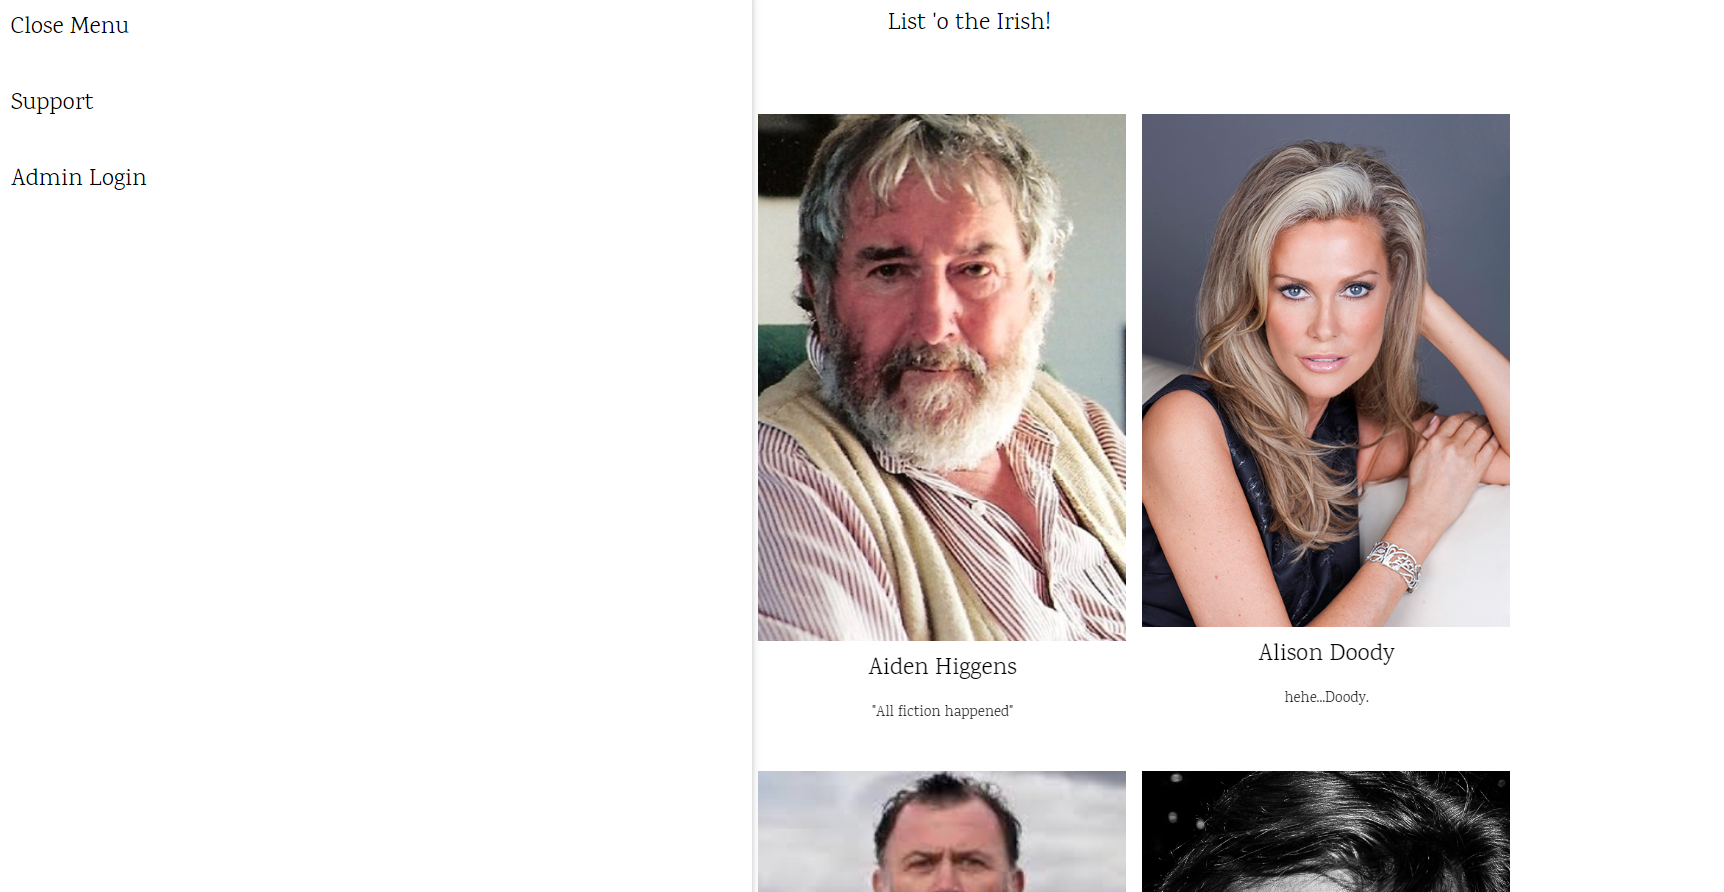 Close Menu
Support
Admin Login
List 'o the Irish!
Aiden Higgens
"All fiction happened"
Alison Doody
hehe...Doody.